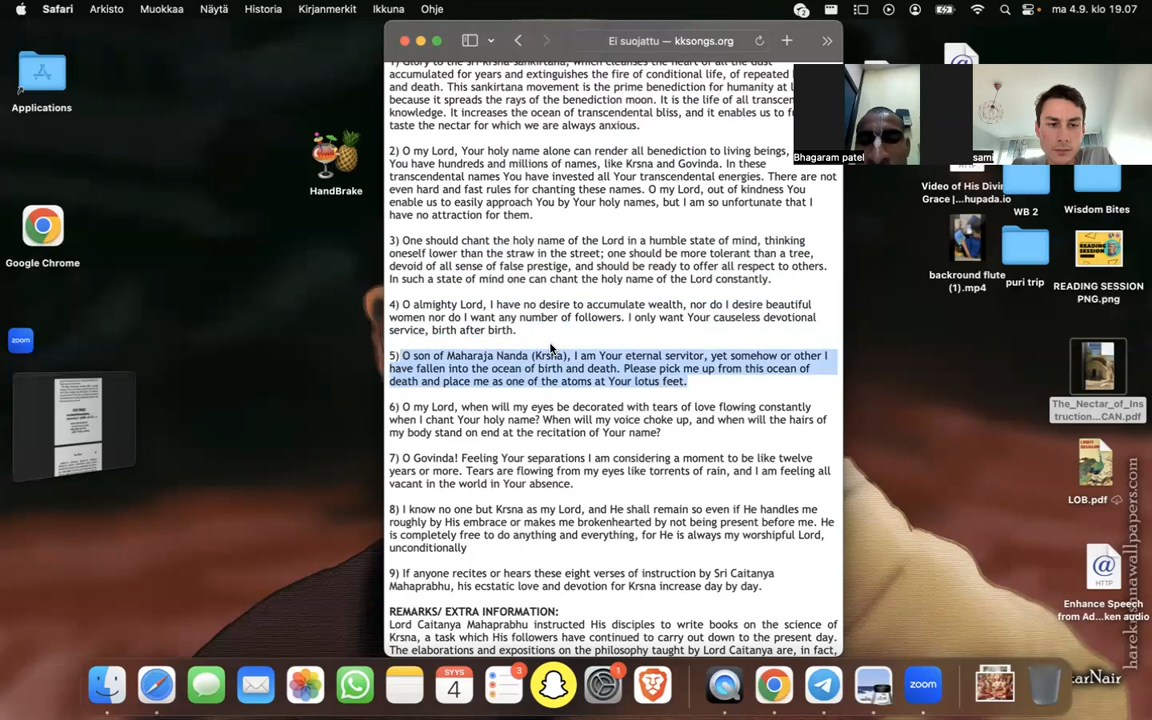 Safari Arkisto Muokkaa Näytä Historia Kirjanmerkit Ikkuna Ohje
2
ma 4.9. klo 19.07
Ei suojattu — kksongs.org
accumulated for years and extinguishes the fire of conditional life, of repeated
and death. This sankirtana movement is the prime benediction for humanity at
because it spreads the rays of the benediction moon. It is the life of all
knowledge. It increases the ocean of transcendental bliss, and it enables us to
taste the nectar for which we are always anxious.
2) O my Lord, Your holy name alone can render all benediction to living beings,
You have hundreds and millions of names, like Krsna and Govinda. In these
transcendental names You have invested all Your transcendental energies. There are not
even hard and fast rules for chanting these names. O my Lord, out of kindness You
enable us to easily approach You by Your holy names, but I am so unfortunate that I
have no attraction for them.
3) One should chant the holy name of the Lord in a humble state of mind, thinking
oneself lower than the straw in the street; one should be more tolerant than a tree,
devoid of all sense of false prestige, and should be ready to offer all respect to others.
In such a state of mind one can chant the holy name of the Lord constantly.
4) O almighty Lord, I have no desire to accumulate wealth, nor do I desire beautiful
women nor do I want any number of followers. I only want Your causeless devotional
service, birth after birth.
5) O son of Maharaja Nanda (Krsna), I am Your eternal servitor, yet somehow or other I
have fallen into the ocean of birth and death. Please pick me up from this ocean of
death and place me as one of the atoms at Your lotus feet.
6) O my Lord, when will my eyes be decorated with tears of love flowing constantly
when I chant Your holy name? When will my voice choke up, and when will the hairs of
my body stand on end at the recitation of Your name?
7) O Govinda! Feeling Your separations I am considering a moment to be like twelve
years or more. Tears are flowing from my eyes like torrents of rain, and I am feeling all
vacant in the world in Your absence.
8) I know no one but Krsna as my Lord, and He shall remain so even if He handles me
roughly by His embrace or makes me brokenhearted by not being present before me. He
is completely free to do anything and everything, for He is always my worshipful Lord,
unconditionally
9) If anyone recites or hears these eight verses of instruction by Sri Caitanya
Mahaprabhu, his ecstatic love and devotion for Krsna increase day by day.
REMARKS/ EXTRA INFORMATION:
Lord Caitanya Mahaprabhu instructed His disciples to write books on the science of
Krsna, a task which His followers have continued to carry out down to the present day.
The elaborations and expositions on the philosophy taught by Lord Caitanya are, in fact,
Applications
HandBrake
Google Chrome
zoom
Bhagaram patel
sami
Video of His Divi
Grace |...hupada.io
WB 2
Wisdom Bites
backround flute
(1).mp4
puri trip
READING SESSION
READING SESSION
PNG.png
The_Nectar_of_Ins
truction...CAN.pdf
LOB.pdf
HTTP
Enhance Speech
from Ad...ken audio
harekrishnawallpapers.com
tarNair
SYYS
4
3
1
zoom